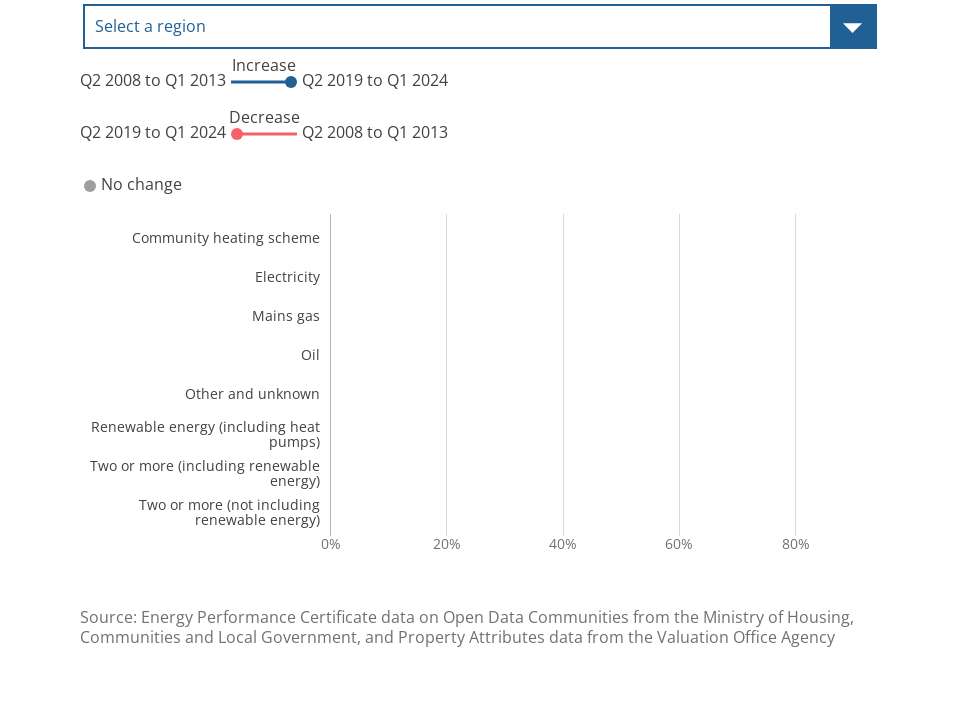 Select a region
Increase
Q2 2008 to Q1 2013 Q2 2019 to Q1 2024
Decrease
Q2 2019 to Q1 2024 Q2 2008 to Q1 2013
No change
Community heating scheme
Electricity
Mains gas
Oil
Other and unknown
Renewable energy (including heat
pumps)
Two or more (including renewable
energy)
Two or more (not including
renewable energy)
0% 20% 40% 60% 80%
Source: Energy Performance Certificate data on Open Data Communities from the Ministry of Housing,
Communities and Local Government, and Property Attributes data from the Valuation Office Agency